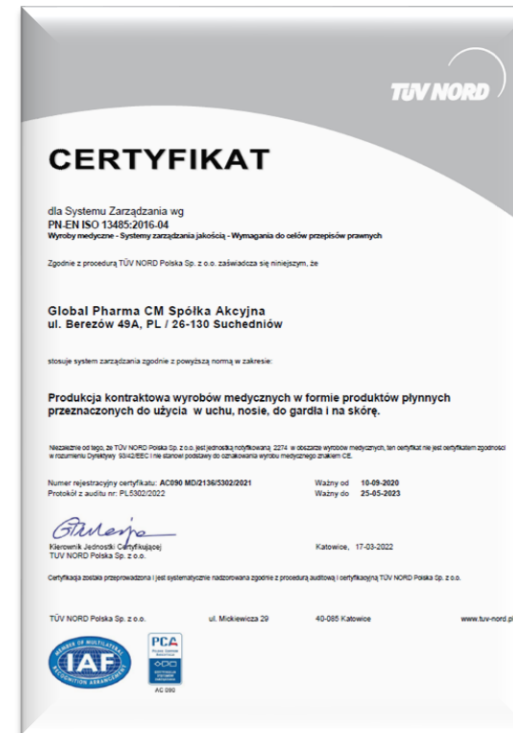 TÜV NORD
CERTYFIKAT
dla Systemu Zarządzania wg
PN-EN ISO 13485:2016-04
Wyroby medyczne - Systemy zarządzania jakością - Wymagania do celów przepisów prawnych
Zgodnie z procedurą TÜV NORD Polska Sp. z o.o. zaświadcza się niniejszym, że
Global Pharma CM Spółka Akcyjna
ul. Berezów 49A, PL / 26-130 Suchedniów
stosuje system zarządzania zgodnie z powyższą normą w zakresie:
Produkcja kontraktowa wyrobów medycznych w formie produktów płynnych
przeznaczonych do użycia w uchu, nosie, do gardła i na skórę.
Niezależnie od tego, że TÜV NORD Polska Sp. z o.o. jest jednostką notyfikowaną 2274 w obszarze wyrobów medycznych, ten certyfikat nie jest certyfikatem zgodności
w rozumieniu Dyrektywy 93/42/EEC i nie stanowi podstawy do oznakowania wyrobu medycznego znakiem CE.
Numer rejestracyjny certyfikatu: AC090 MD/2136/5302/2021 Ważny od 10-09-2020
Protokół z auditu nr: PL5302/2022 Ważny do 25-05-2023
Kierownik Jednostki Certyfikującej Katowice, 17-03-2022
TÜV NORD Polska Sp. z o.o.
Certyfikacja została przeprowadzona i jest systematycznie nadzorowana zgodnie z procedurą auditową i certyfikacyjną TÜV NORD Polska Sp. z o.o.
TÜV NORD Polska Sp. z o.o. ul. Mickiewicza 29 40-085 Katowice www.tuv-nord.pl
MEMBER OF MULTILATERAL
IAF
RECOGNITION ARRANGEMENT
PCA
AC 090